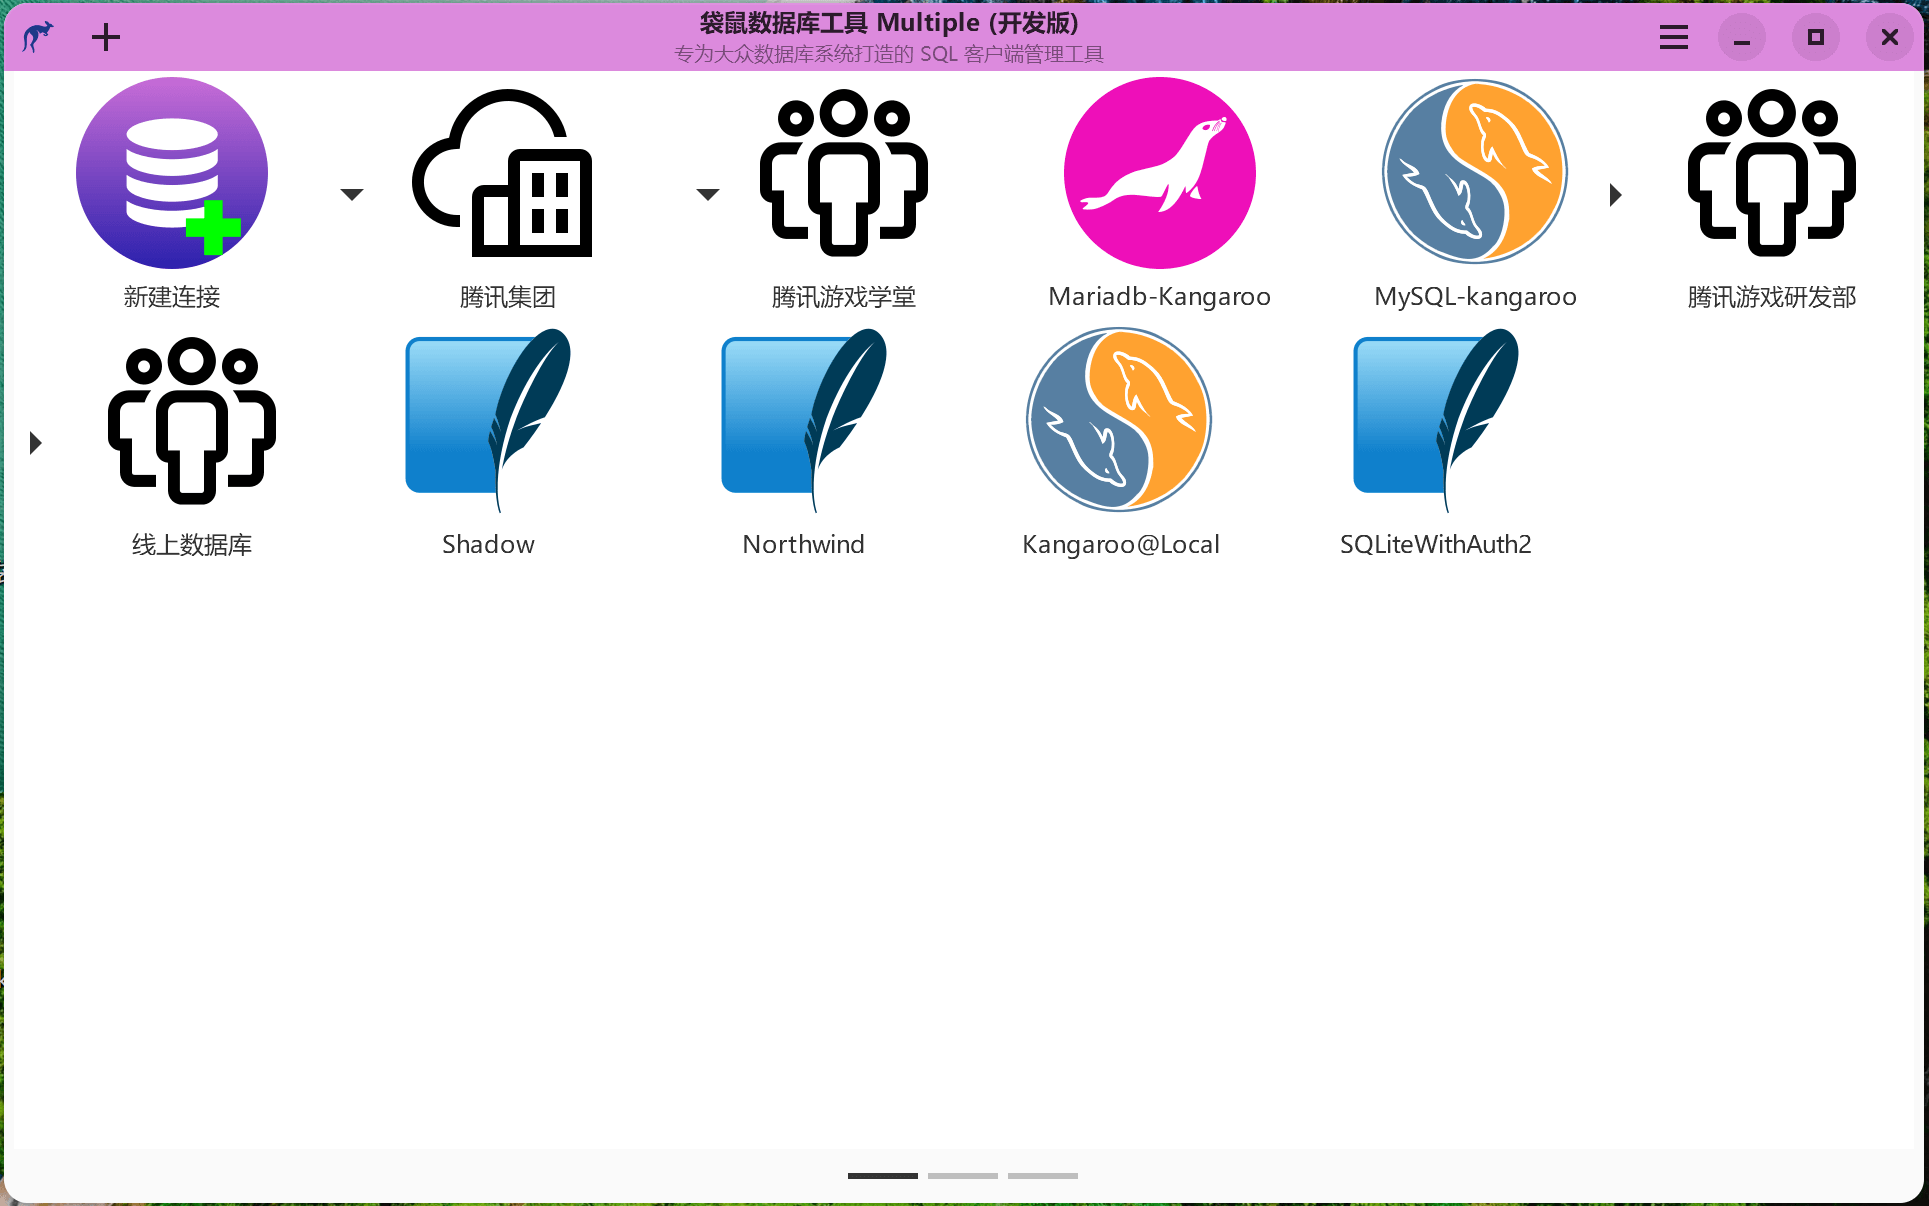 袋鼠数据库工具 Multiple (开发版)
专为大众数据库系统打造的 SQL 客户端管理工具
新建连接
腾讯集团
腾讯游戏学堂
Mariadb-Kangaroo
MySQL-kangaroo
腾讯游戏研发部
线上数据库
Shadow
Northwind
Kangaroo@Local
SQLiteWithAuth2